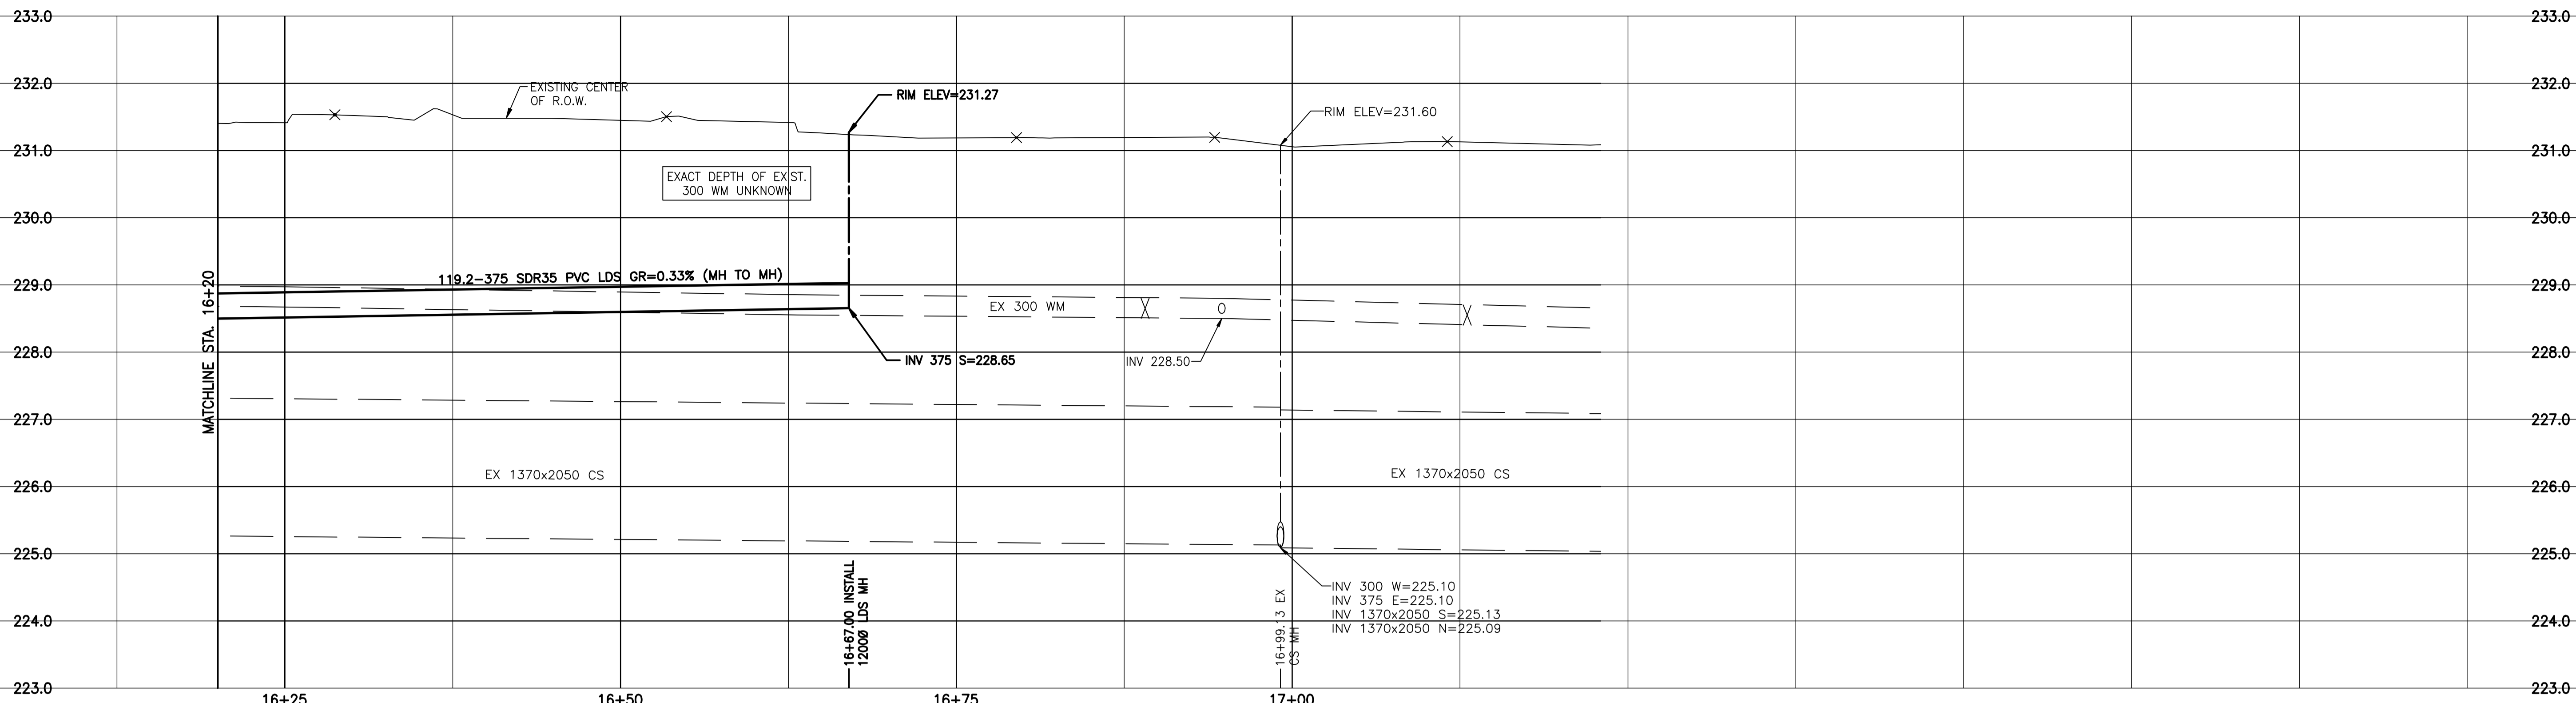 233.0
233.0
232.0
232.0
231.0
231.0
230.0
230.0
229.0
229.0
228.0
228.0
227.0
227.0
226.0
226.0
225.0
225.0
224.0
224.0
223.0
223.0
EXISTING CENTER
OF R.O.W.
RIM ELEV=231.27
RIM ELEV=231.60
EXACT DEPTH OF EXIST.
300 WM UNKNOWN
MATCHLINE STA. 16+20
119.2-375 SDR35 PVC LDS GR=0.33% (MH TO MH)
EX 300 WM
INV 375 S=228.65
INV 228.50
EX 1370x2050 CS
EX 1370x2050 CS
16+67.00 INSTALL
1200Ø LDS MH
16+99.13 EX
CS MH
INV 300 W=225.10
INV 375 E=225.10
INV 1370x2050 S=225.13
INV 1370x2050 N=225.09
16+25
16+50
16+75
17+00